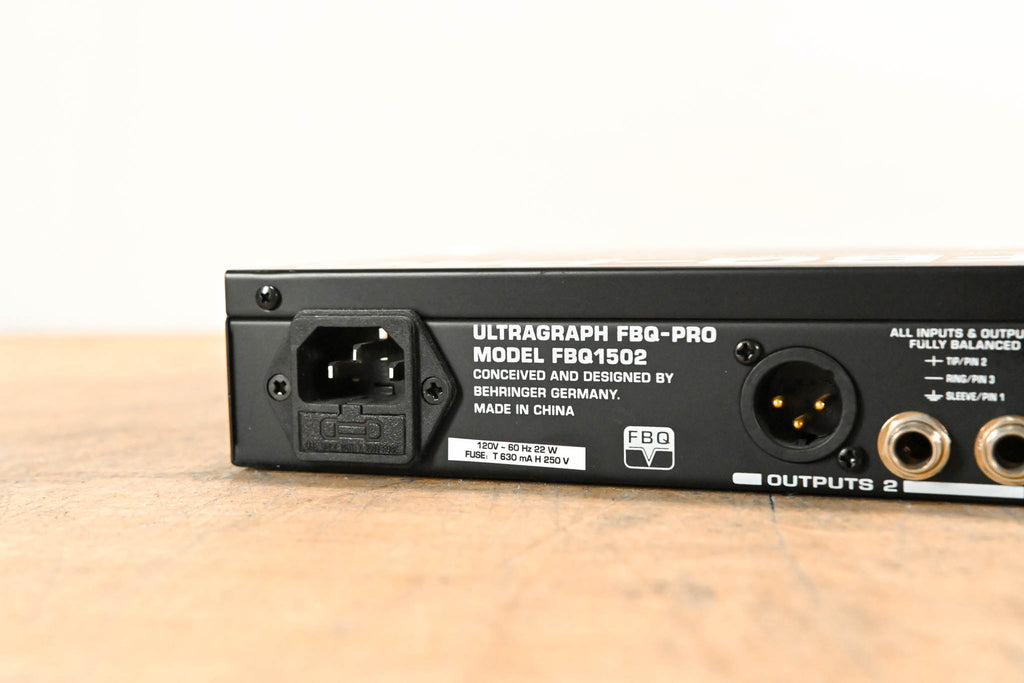 ULTRAGRAPH FBQ-PRO
MODEL FBQ1502
CONCEIVED AND DESIGNED BY
BEHRINGER GERMANY.
MADE IN CHINA
120V ~ 60 Hz 22 W
FUSE: T 630 mA H 250 V
FBQ
OUTPUTS 2
ALL INPUTS & OUTPU
FULLY BALANCED
TIP/PIN 2
RING/PIN 3
SLEEVE/PIN 1